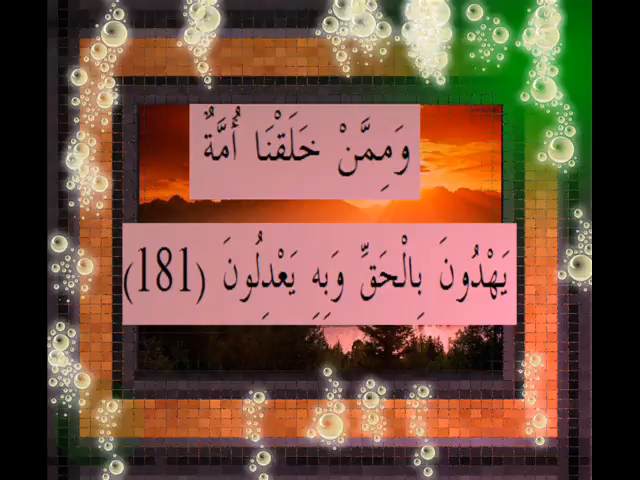 وَمِمَّنْ خَلَقْنَا أُمَّةٌ
يَهْدُونَ بِالْحَقِّ وَبِهِ يَعْدِلُونَ (181)